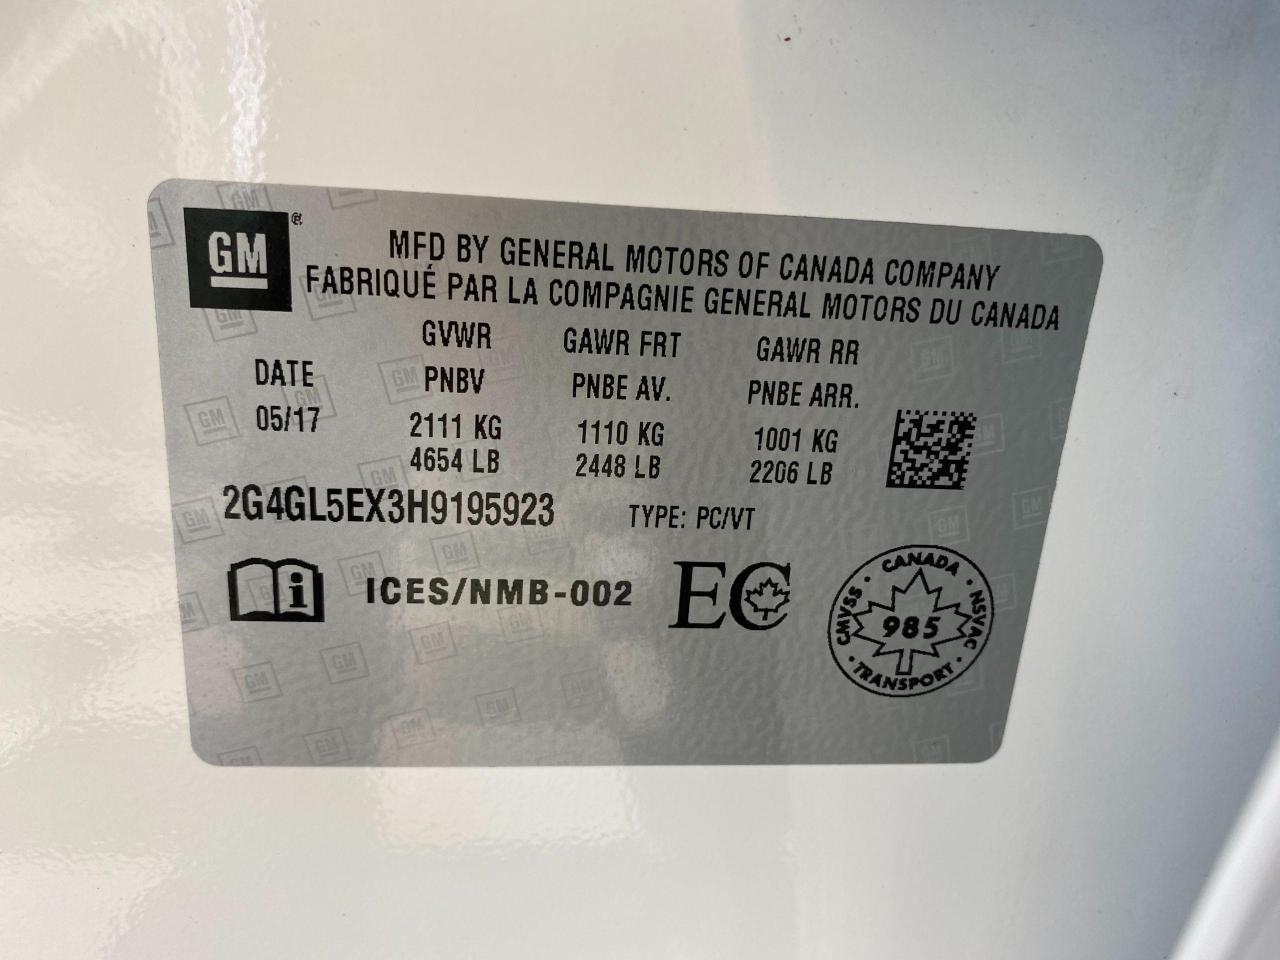 GM ®
MFD BY GENERAL MOTORS OF CANADA COMPANY
FABRIQUÉ PAR LA COMPAGNIE GENERAL MOTORS DU CANADA
DATE
05/17
GVWR
PNBV
2111 KG
4654 LB
GAWR FRT
PNBE AV.
1110 KG
2448 LB
GAWR RR
PNBE ARR.
1001 KG
2206 LB
2G4GL5EX3H9195923 TYPE: PC/VT
i ICES/NMB-002 EC
CANADA
CMVSS 985 NSVAC
TRANSPORT